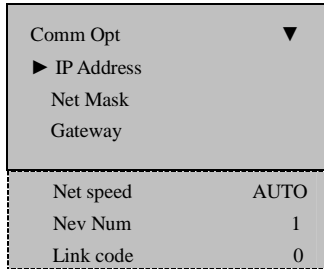 Comm Opt ▼
► IP Address
Net Mask
Gateway
Net speed AUTO
Nev Num 1
Link code 0